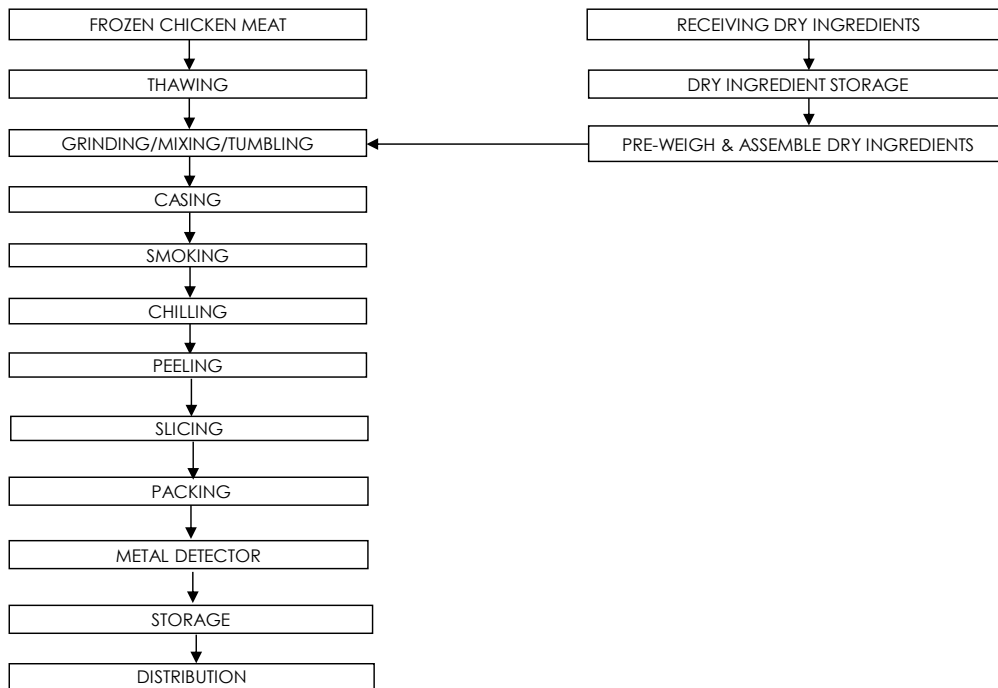 FROZEN CHICKEN MEAT
THAWING
GRINDING/MIXING/TUMBLING
CASING
SMOKING
CHILLING
PEELING
SLICING
PACKING
METAL DETECTOR
STORAGE
DISTRIBUTION
RECEIVING DRY INGREDIENTS
DRY INGREDIENT STORAGE
PRE-WEIGH & ASSEMBLE DRY INGREDIENTS